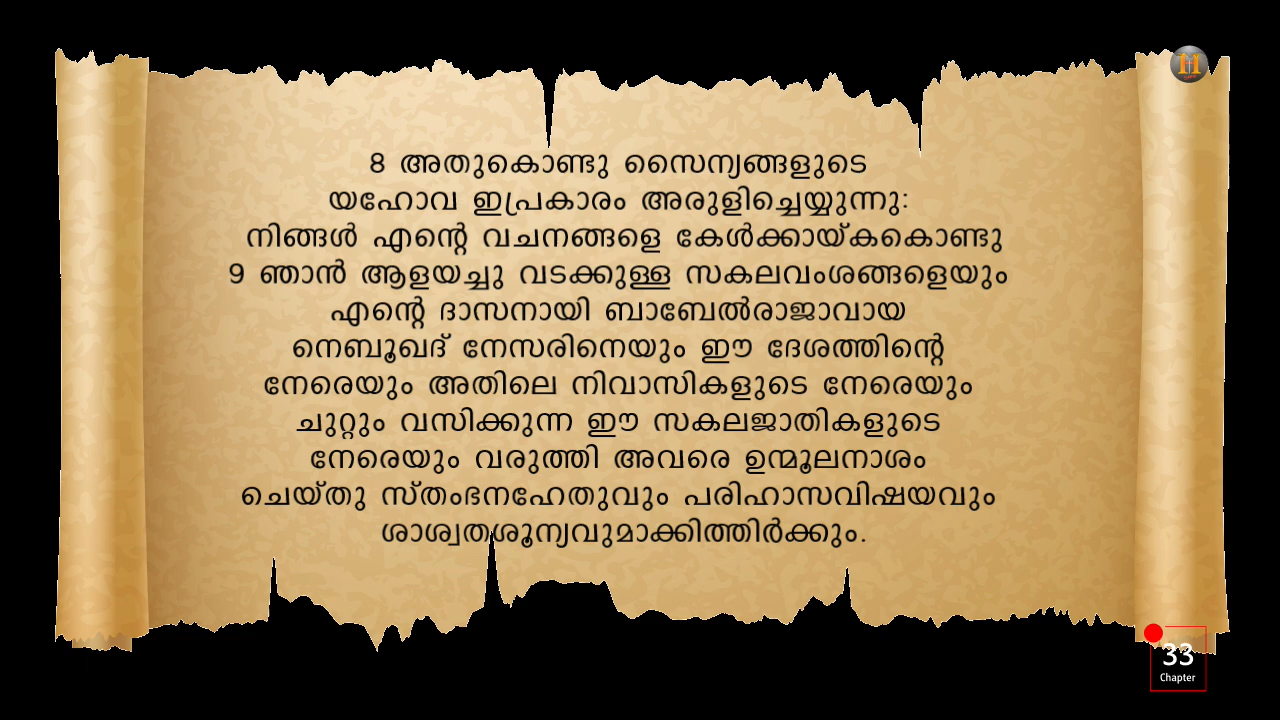 8 അതുകൊണ്ടു സൈന്യങ്ങളുടെ
യഹോവ ഇപ്രകാരം അരുളിച്ചെയ്യുന്നു:
നിങ്ങൾ എന്റെ വചനങ്ങളെ കേൾക്കായ്കകൊണ്ടു
9 ഞാൻ ആളയച്ചു വടക്കുള്ള സകലവംശങ്ങളെയും
എന്റെ ദാസനായി ബാബേൽരാജാവായ
നെബൂഖദ് നേസരിനെയും ഈ ദേശത്തിന്റെ
നേരെയും അതിലെ നിവാസികളുടെ നേരെയും
ചുറ്റും വസിക്കുന്ന ഈ സകലജാതികളുടെ
നേരെയും വരുത്തി അവരെ ഉന്മൂലനാശം
ചെയ്തു സ്തംഭനഹേതുവും പരിഹാസവിഷയവും
ശാശ്വതശൂന്യവുമാക്കിത്തിർക്കും.
33
Chapter